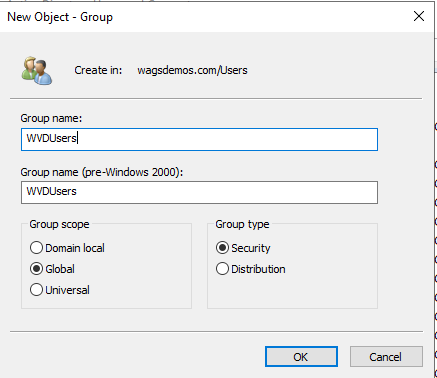 New Object - Group
Create in: wagsdemos.com/Users
Group name:
WVDUsers
Group name (pre-Windows 2000):
WVDUsers
Group scope
Domain local
Global
Universal
Group type
Security
Distribution
OK
Cancel